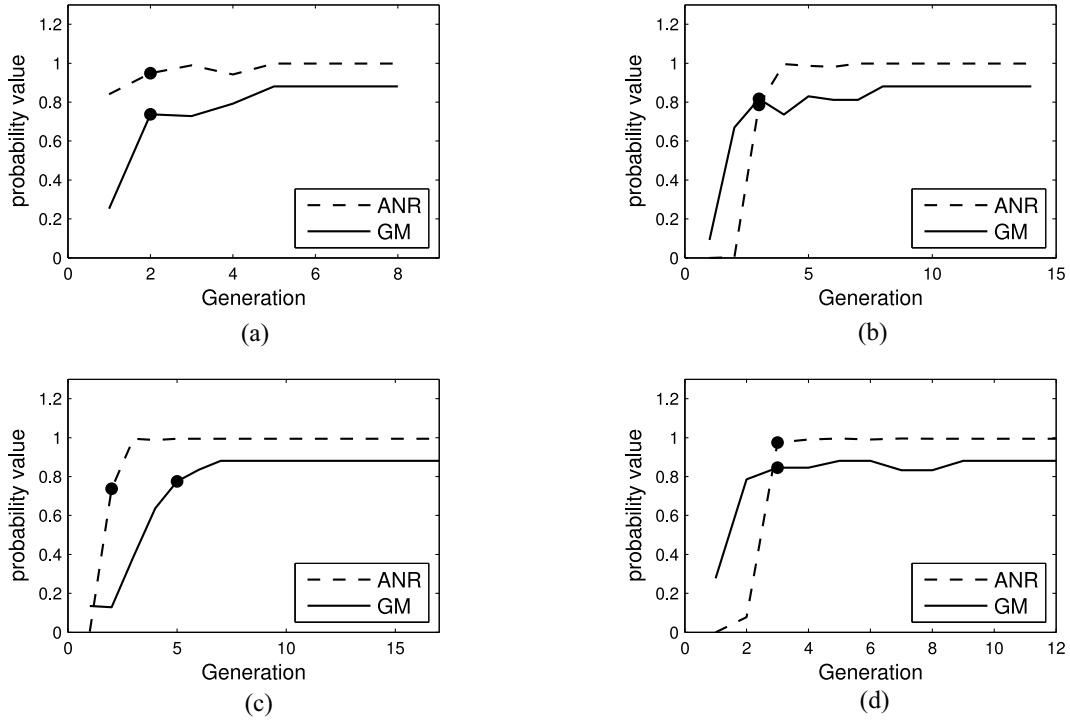 1.2
1
0.8
0.6
0.4
0.2
0
probability value
0 2 4 6 8
Generation
ANR
GM
(a)
1.2
1
0.8
0.6
0.4
0.2
0
probability value
0 5 10 15
Generation
ANR
GM
(b)
1.2
1
0.8
0.6
0.4
0.2
0
probability value
0 5 10 15
Generation
ANR
GM
(c)
1.2
1
0.8
0.6
0.4
0.2
0
probability value
0 2 4 6 8 10 12
Generation
ANR
GM
(d)